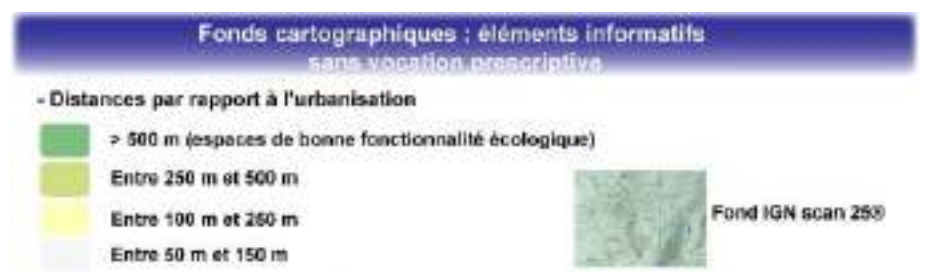 Fonds cartographiques : éléments informatifs
sans vocation prescriptive
- Distances par rapport à l'urbanisation
> 500 m (espaces de bonne fonctionnalité écologique)
Entre 250 m et 500 m
Entre 100 m et 250 m
Fond IGN scan 25®
Entre 50 m et 150 m